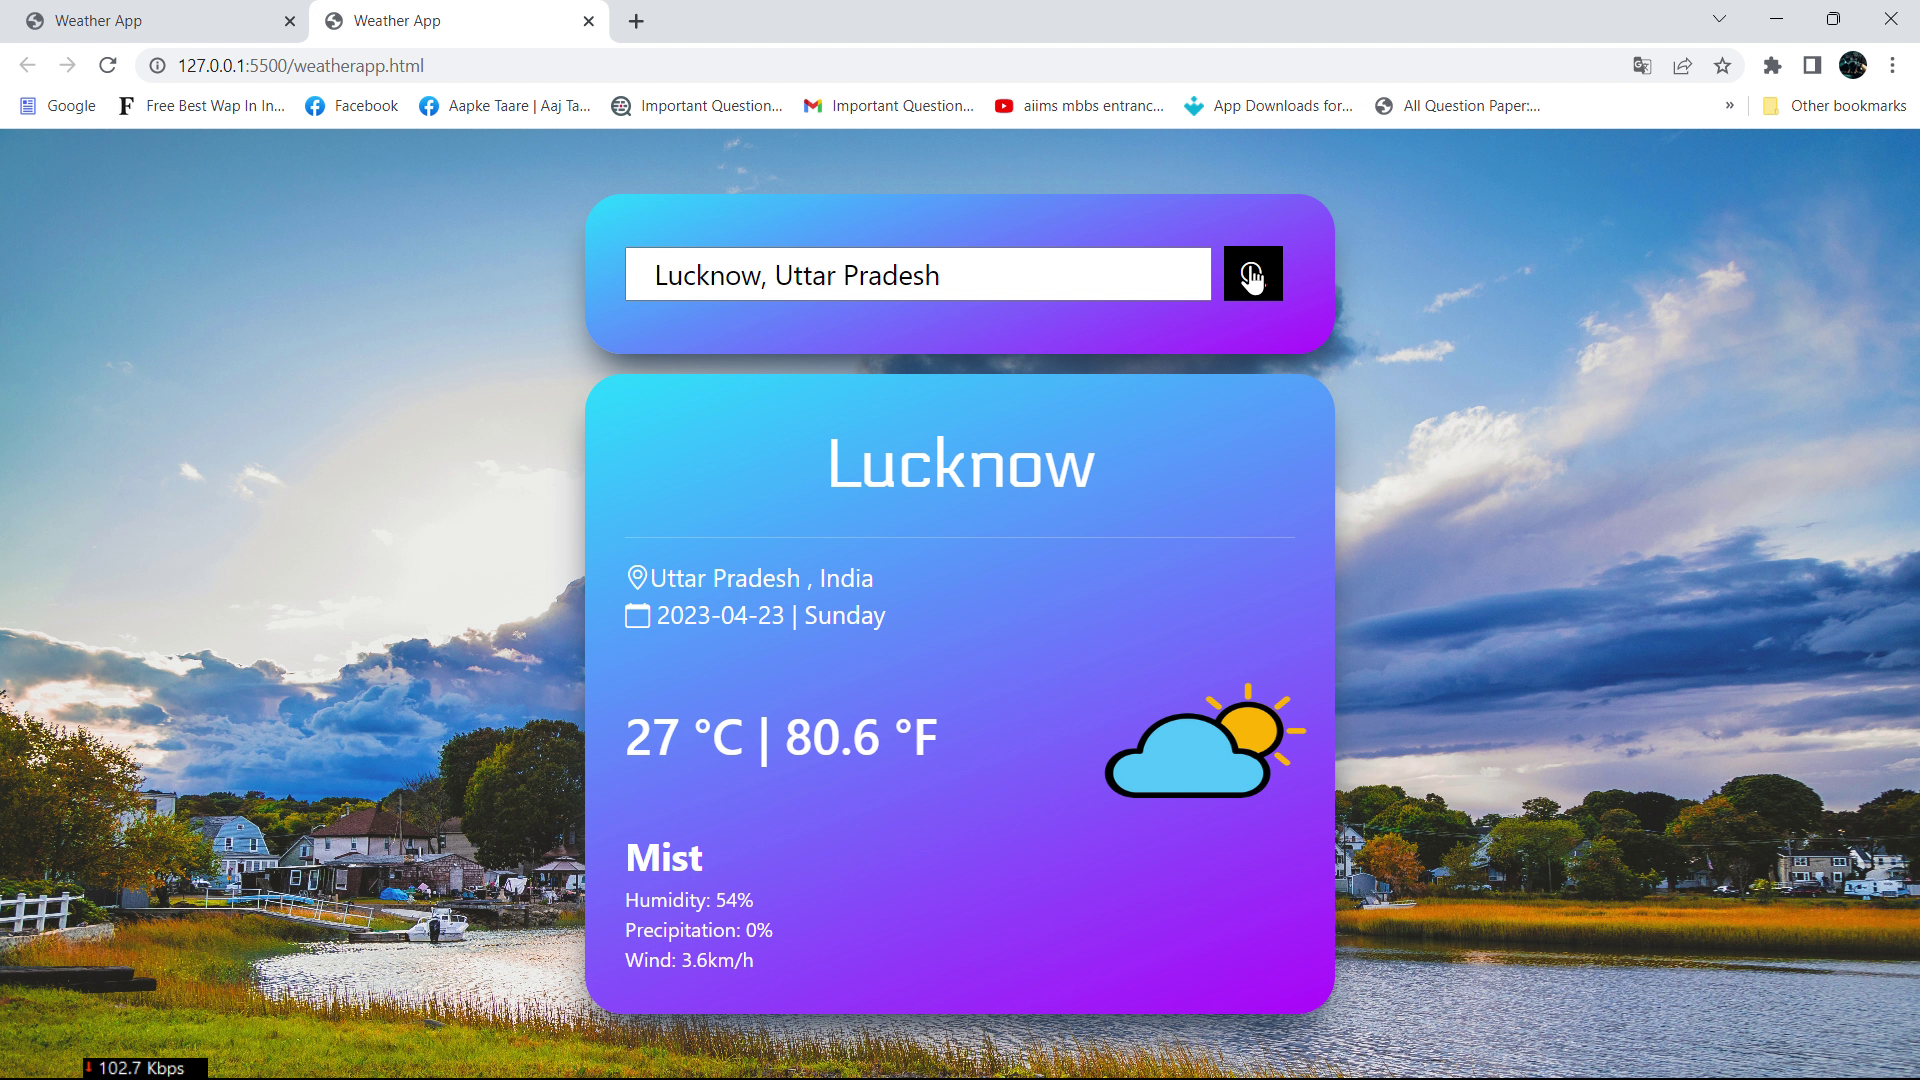 Weather App
Weather App
127.0.0.1:5500/weatherapp.html
Google
Free Best Wap In In...
Facebook
Aapke Taare | Aaj Ta...
Important Question...
Important Question...
aiims mbbs entranc...
App Downloads for...
All Question Paper:...
»
Other bookmarks
Lucknow, Uttar Pradesh
Lucknow
Uttar Pradesh , India
2023-04-23 | Sunday
27 °C | 80.6 °F
Mist
Humidity: 54%
Precipitation: 0%
Wind: 3.6km/h
102.7 Kbps